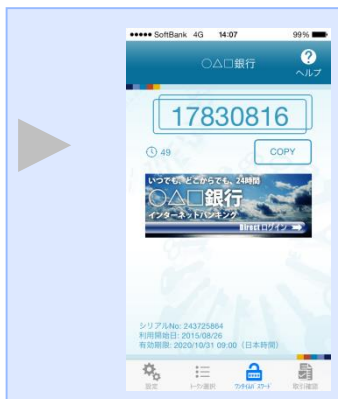 SoftBank 4G 14:07 99%
○△□銀行
ヘルプ
17830816
49
COPY
いつでも、どこからでも、24時間
○△□銀行
インターネットバンキング
Direct ログイン
シリアルNo: 243725864
利用開始日: 2015/08/26
有効期限: 2020/10/31 09:00（日本時間）
設定
トークン選択
ワンタイムパスワード
取引確認